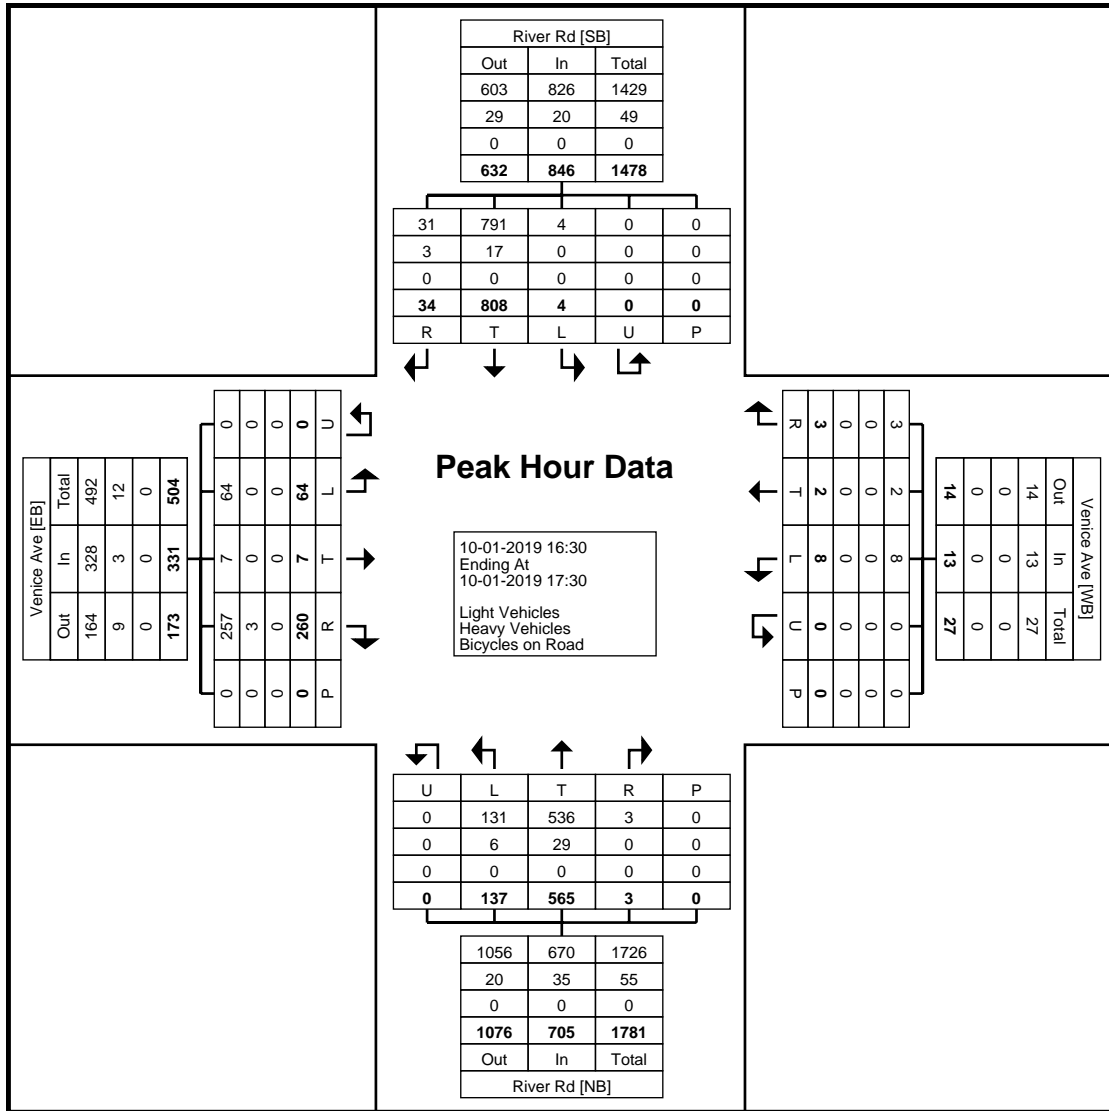 River Rd [SB]
Out In Total
603 826 1429
29 20 49
0 0 0
632 846 1478
31 791 4 0 0
3 17 0 0 0
0 0 0 0 0
34 808 4 0 0
R T L U P
Venice Ave [EB]
Total In Out
492 328 164
12 3 9
0 0 0
504 331 173
0 64 7 257 0
0 0 0 3 0
0 0 0 0 0
0 64 7 260 0
U L T R P
Peak Hour Data
10-01-2019 16:30
Ending At
10-01-2019 17:30
Light Vehicles
Heavy Vehicles
Bicycles on Road
Venice Ave [WB]
Out In Total
14 13 27
0 0 0
0 0 0
14 13 27
3 2 8 0 0
0 0 0 0 0
0 0 0 0 0
3 2 8 0 0
R T L U P
U L T R P
0 131 536 3 0
0 6 29 0 0
0 0 0 0 0
0 137 565 3 0
1056 670 1726
20 35 55
0 0 0
1076 705 1781
Out In Total
River Rd [NB]